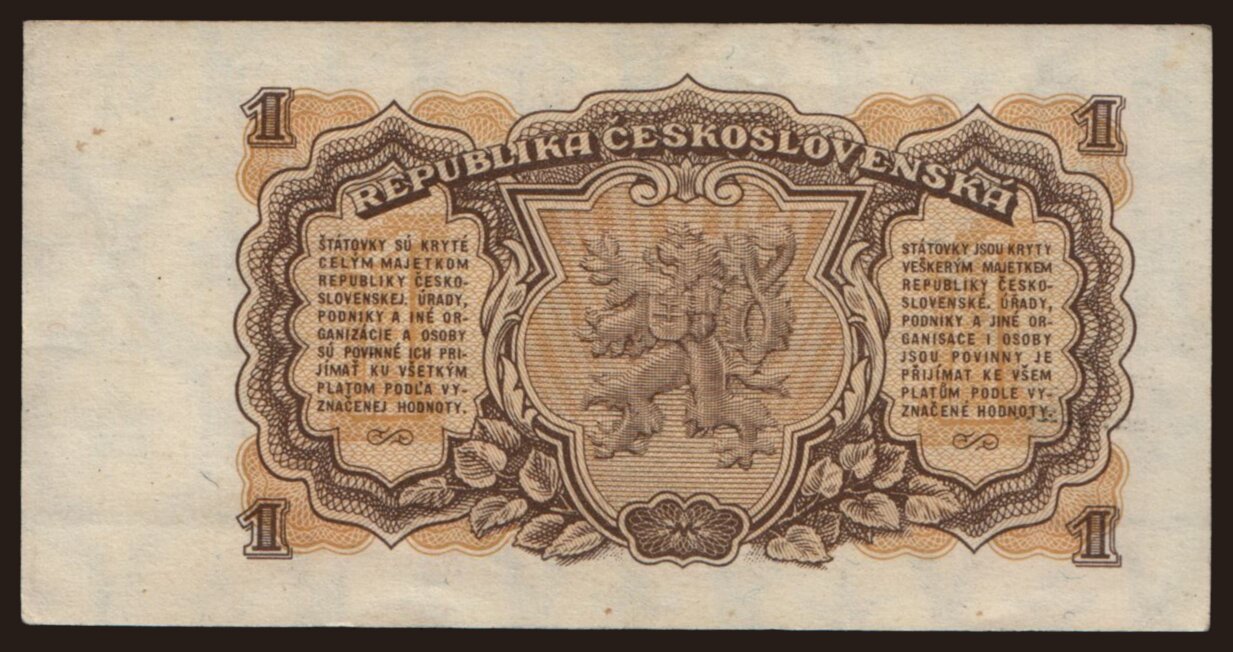 1
1
REPUBLIKA ČESKOSLOVENSKÁ
ŠTÁTOVKY SÚ KRYTÉ
CELÝM MAJETKOM
REPUBLIKY ČESKO-
SLOVENSKEJ. ÚRADY,
PODNIKY A INÉ OR-
GANIZÁCIE A OSOBY
SÚ POVINNÉ ICH PRI-
JÍMAŤ KU VŠETKÝM
PLATOM PODĽA VY-
ZNAČENEJ HODNOTY.
STÁTOVKY JSOU KRYTY
VEŠKERÝM MAJETKEM
REPUBLIKY ČESKO-
SLOVENSKÉ. ÚŘADY,
PODNIKY A JINÉ OR-
GANISACE I OSOBY
JSOU POVINNY JE
PŘIJÍMAT KE VŠEM
PLATŮM PODLE VY-
ZNAČENÉ HODNOTY.
1
1